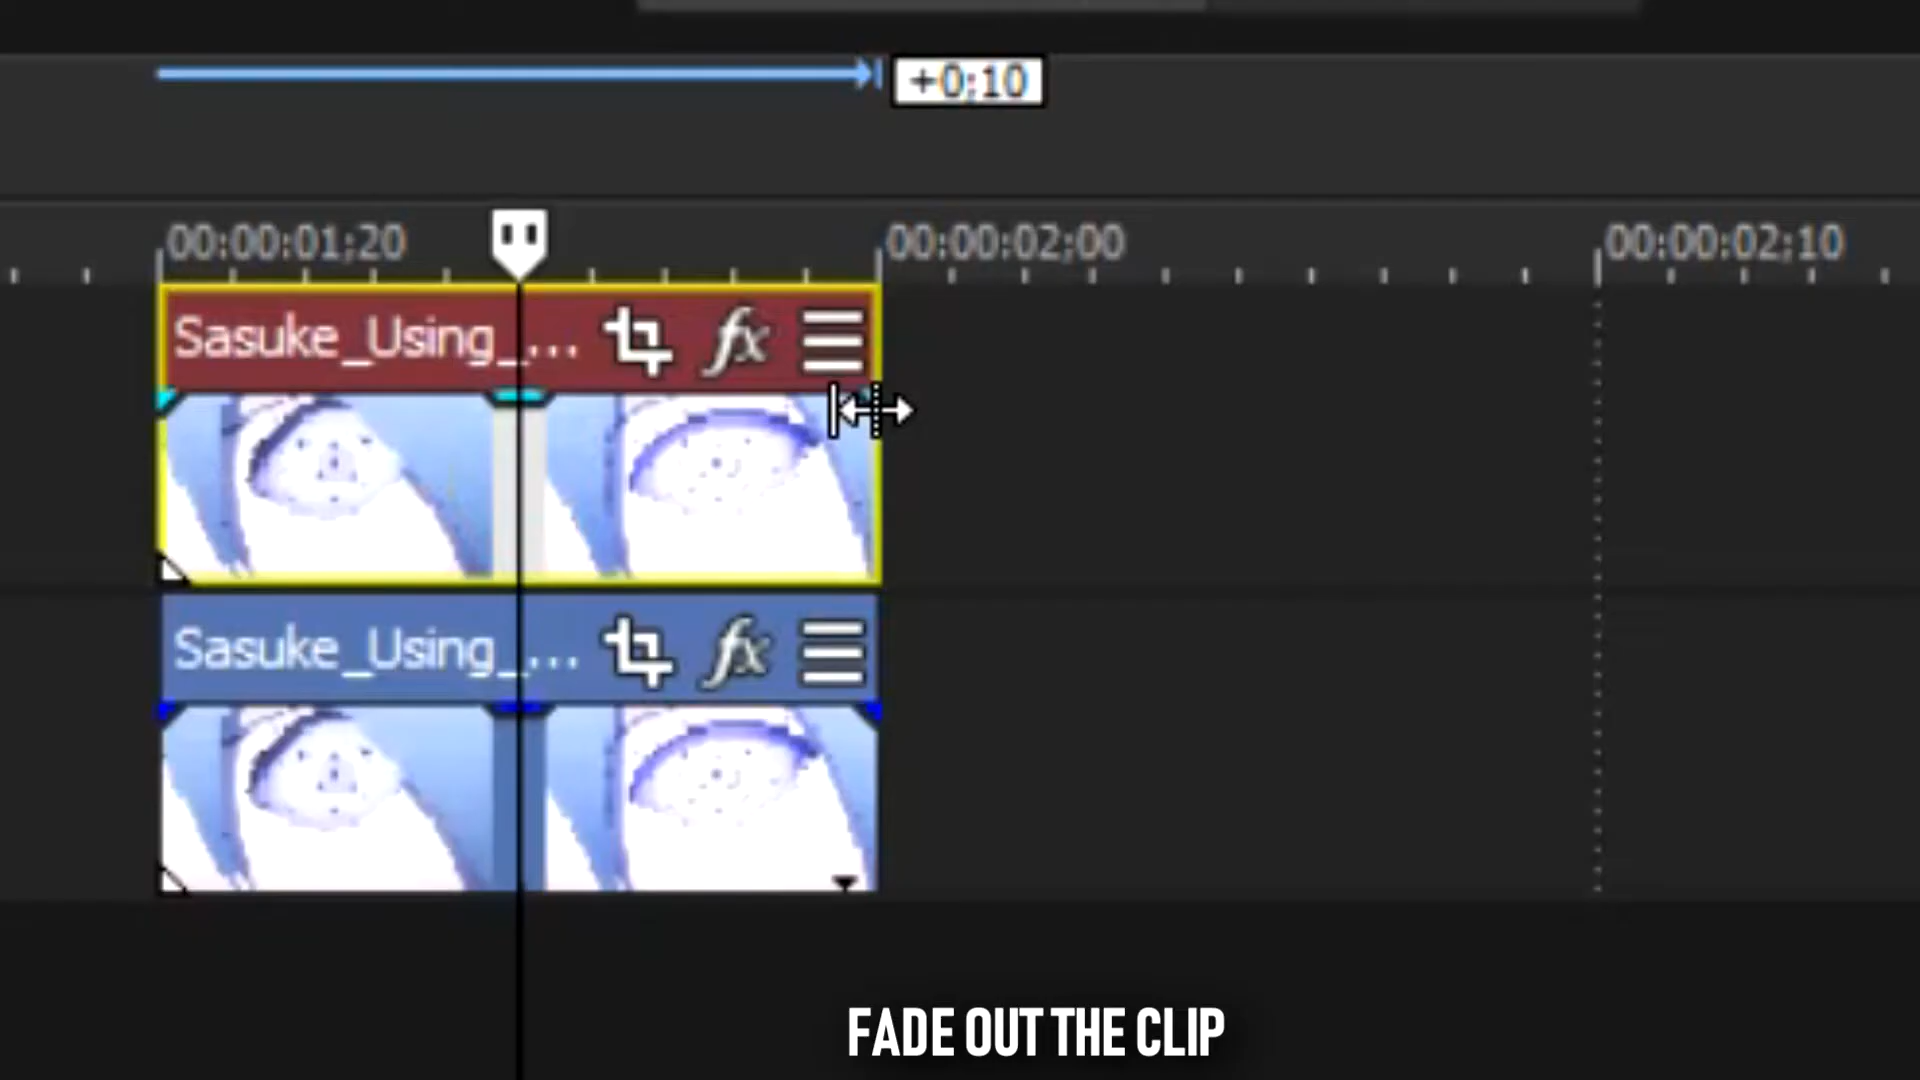 +0;10
00:00:01;20 00:00:02;00 00:00:02;10
Sasuke_Using_... fx
Sasuke_Using_... fx
FADE OUT THE CLIP